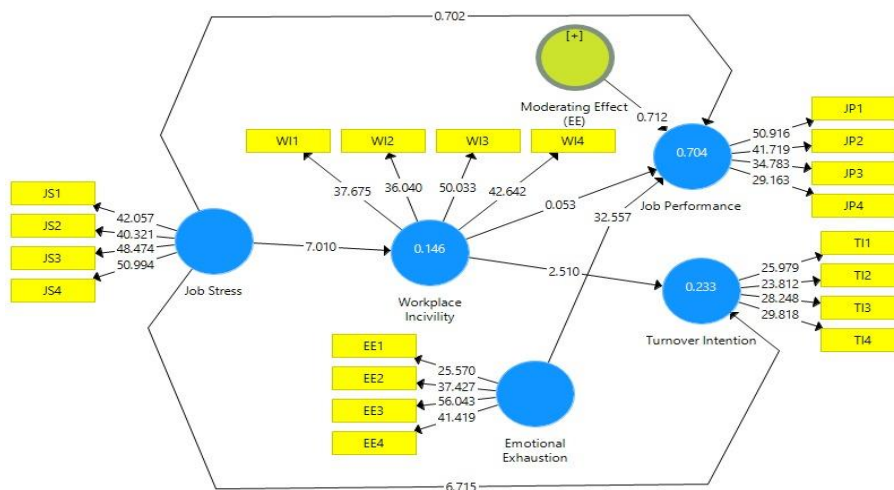 0.702
[+]
Moderating Effect
(EE)
0.712
JP1
JP2
JP3
JP4
50.916
41.719
34.783
29.163
0.704
Job Performance
WI1
WI2
WI3
WI4
37.675
36.040
50.033
42.642
JS1
JS2
JS3
JS4
42.057
40.321
48.474
50.994
Job Stress
7.010
0.146
Workplace
Incivility
0.053
32.557
2.510
0.233
Turnover Intention
TI1
TI2
TI3
TI4
25.979
23.812
28.248
29.818
EE1
EE2
EE3
EE4
25.570
37.427
56.043
41.419
Emotional
Exhaustion
6.715